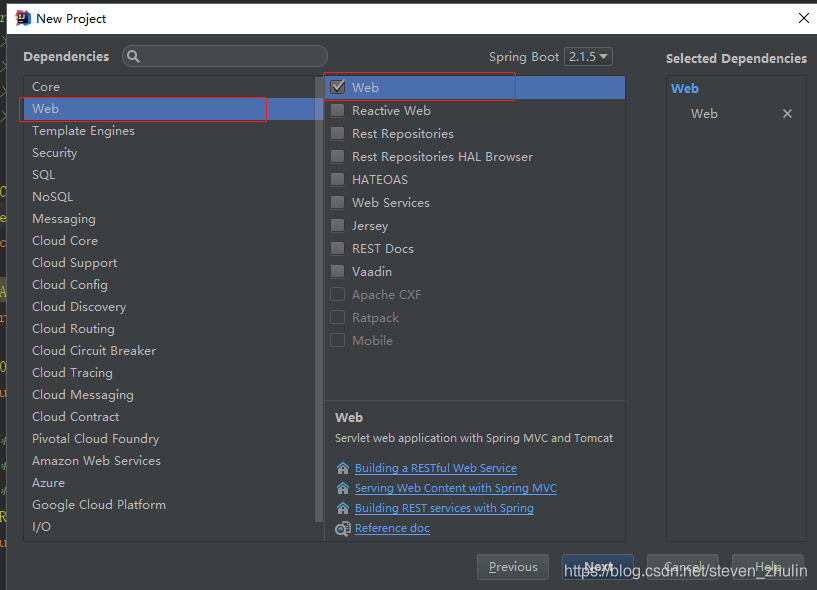 New Project
Dependencies
Spring Boot 2.1.5
Selected Dependencies
Core
Web
Template Engines
Security
SQL
NoSQL
Messaging
Cloud Core
Cloud Support
Cloud Config
Cloud Discovery
Cloud Routing
Cloud Circuit Breaker
Cloud Tracing
Cloud Messaging
Cloud Contract
Pivotal Cloud Foundry
Amazon Web Services
Azure
Google Cloud Platform
I/O
Web
Reactive Web
Rest Repositories
Rest Repositories HAL Browser
HATEOAS
Web Services
Jersey
REST Docs
Vaadin
Apache CXF
Ratpack
Mobile
Web
Servlet web application with Spring MVC and Tomcat
Building a RESTful Web Service
Serving Web Content with Spring MVC
Building REST services with Spring
Reference doc
Web
Web
Previous
Next
Cancel
Help
https://blog.csdn.net/steven_zhulin